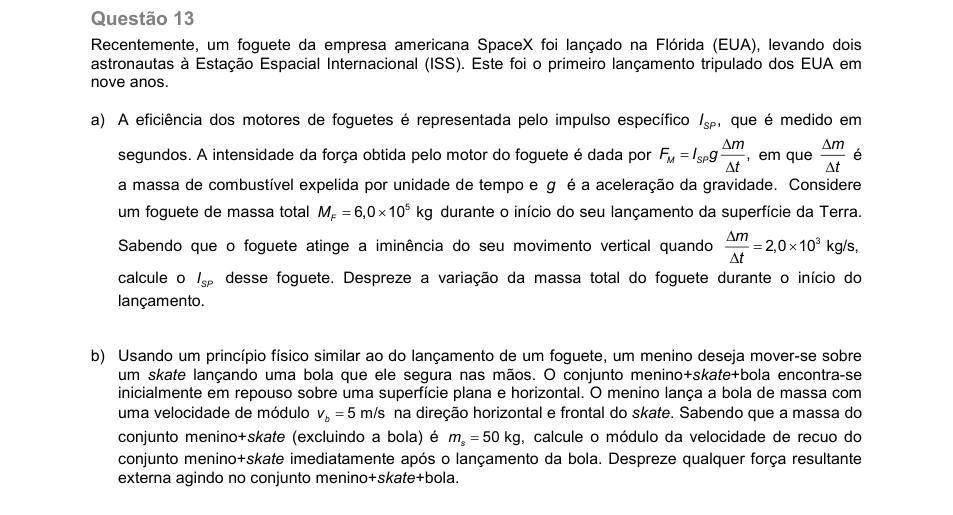 Questão 13
Recentemente, um foguete da empresa americana SpaceX foi lançado na Flórida (EUA), levando dois
astronautas à Estação Espacial Internacional (ISS). Este foi o primeiro lançamento tripulado dos EUA em
nove anos.
a) A eficiência dos motores de foguetes é representada pelo impulso específico I_SP, que é medido em
segundos. A intensidade da força obtida pelo motor do foguete é dada por F_M = I_SP g Δm/Δt, em que Δm/Δt é
a massa de combustível expelida por unidade de tempo e g é a aceleração da gravidade. Considere
um foguete de massa total M_F = 6,0 × 10⁵ kg durante o início do seu lançamento da superfície da Terra.
Sabendo que o foguete atinge a iminência do seu movimento vertical quando Δm/Δt = 2,0 × 10³ kg/s,
calcule o I_SP desse foguete. Despreze a variação da massa total do foguete durante o início do
lançamento.
b) Usando um princípio físico similar ao do lançamento de um foguete, um menino deseja mover-se sobre
um skate lançando uma bola que ele segura nas mãos. O conjunto menino+skate+bola encontra-se
inicialmente em repouso sobre uma superfície plana e horizontal. O menino lança a bola de massa com
uma velocidade de módulo v_b = 5 m/s na direção horizontal e frontal do skate. Sabendo que a massa do
conjunto menino+skate (excluindo a bola) é m_s = 50 kg, calcule o módulo da velocidade de recuo do
conjunto menino+skate imediatamente após o lançamento da bola. Despreze qualquer força resultante
externa agindo no conjunto menino+skate+bola.